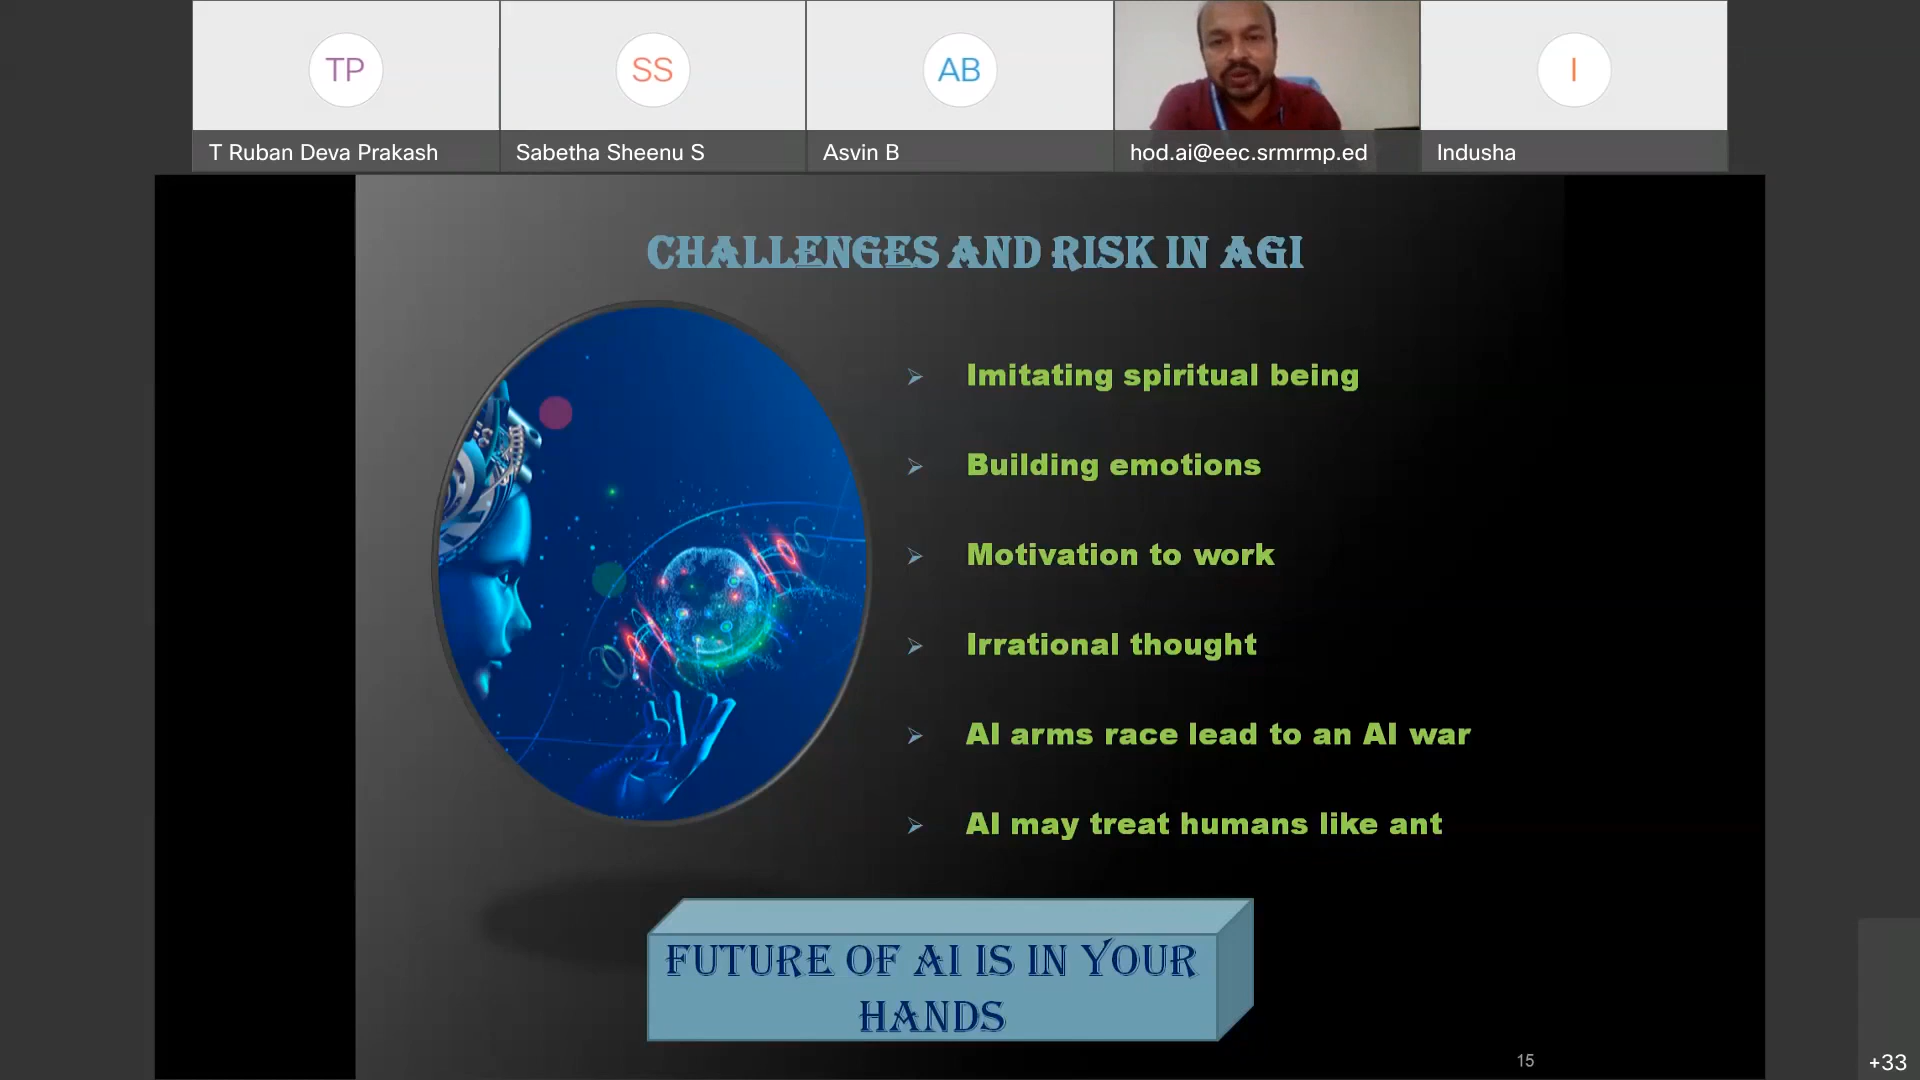 TP
SS
AB
I
T Ruban Deva Prakash
Sabetha Sheenu S
Asvin B
hod.ai@eec.srmrmp.ed
Indusha
CHALLENGES AND RISK IN AGI
Imitating spiritual being
Building emotions
Motivation to work
Irrational thought
AI arms race lead to an AI war
AI may treat humans like ant
FUTURE OF AI IS IN YOUR
HANDS
15
+33